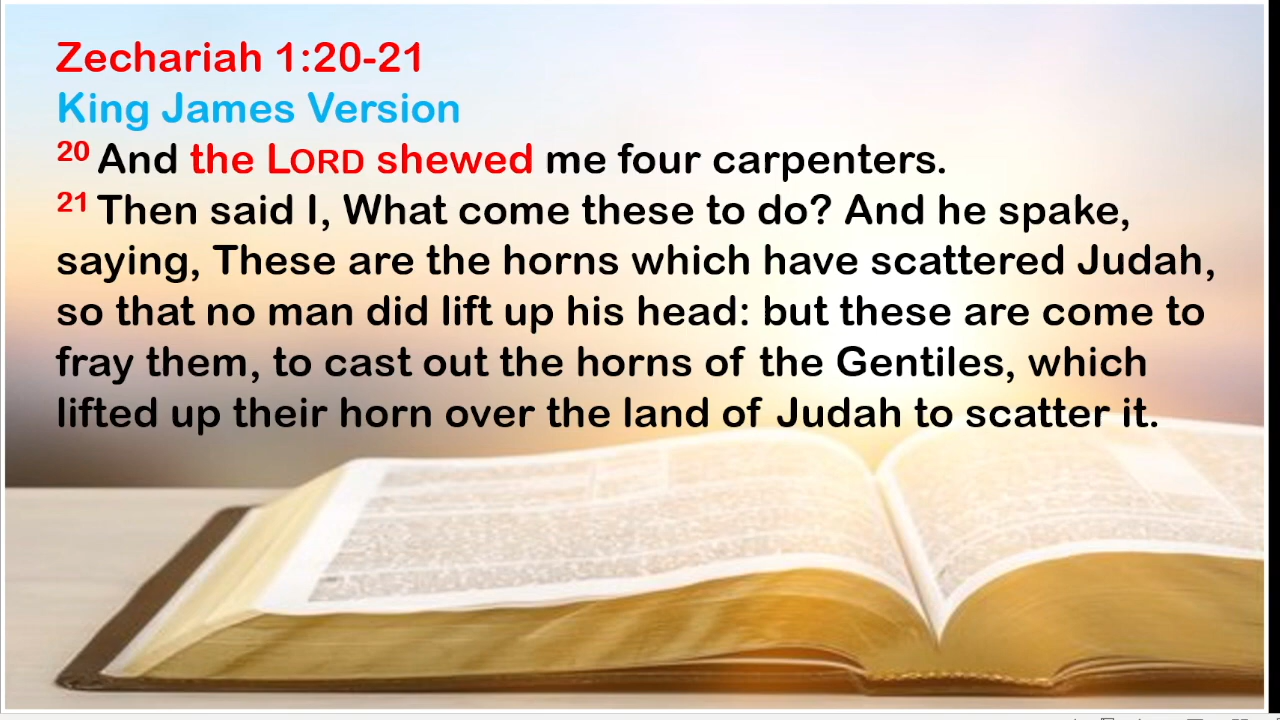 Zechariah 1:20-21
King James Version
20 And the LORD shewed me four carpenters.
21 Then said I, What come these to do? And he spake,
saying, These are the horns which have scattered Judah,
so that no man did lift up his head: but these are come to
fray them, to cast out the horns of the Gentiles, which
lifted up their horn over the land of Judah to scatter it.